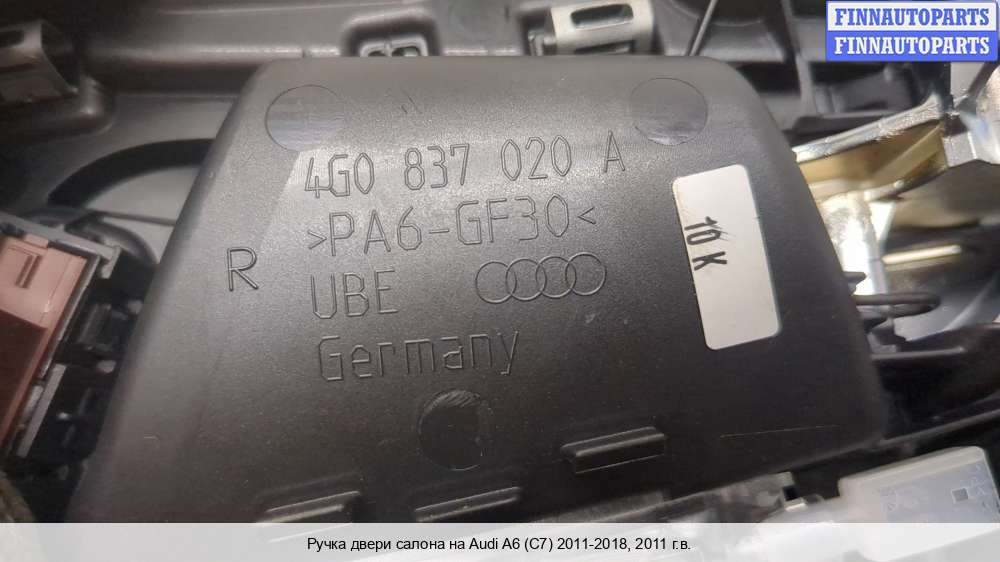 FINNAUTOPARTS
FINNAUTOPARTS
4G0 837 020 A
>PA6-GF30<
R
UBE
Germany
10 K
Ручка двери салона на Audi A6 (C7) 2011-2018, 2011 г.в.